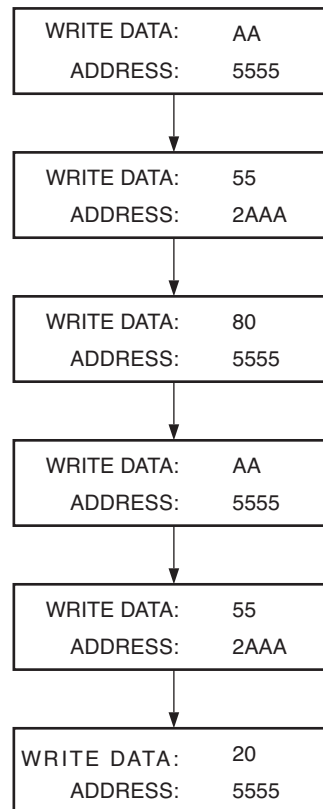 WRITE DATA: AA
ADDRESS: 5555
WRITE DATA: 55
ADDRESS: 2AAA
WRITE DATA: 80
ADDRESS: 5555
WRITE DATA: AA
ADDRESS: 5555
WRITE DATA: 55
ADDRESS: 2AAA
WRITE DATA: 20
ADDRESS: 5555